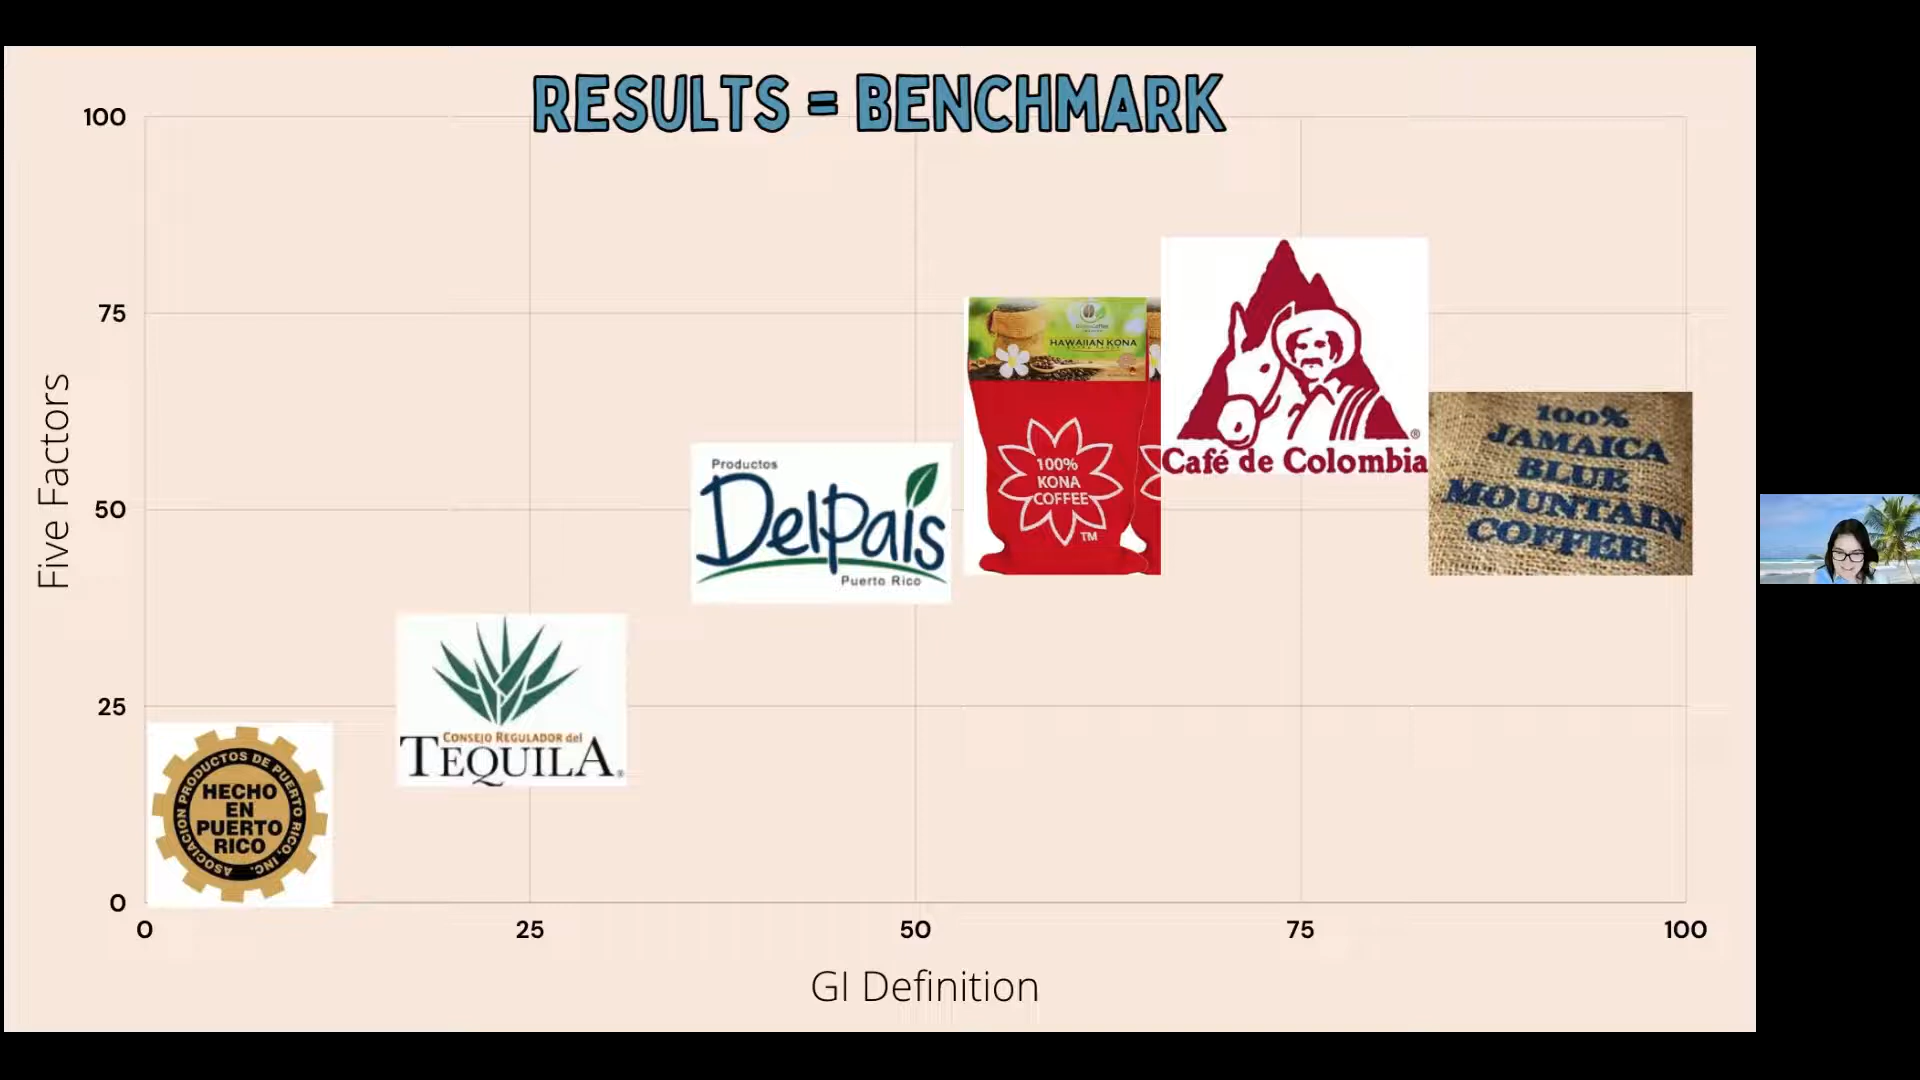 RESULTS = BENCHMARK
100
75
50
25
0
Five Factors
0
25
50
75
100
GI Definition
ASOCIACION PRODUCTOS DE PUERTO RICO, INC.
HECHO
EN
PUERTO
RICO
CONSEJO REGULADOR del
TEQUILA®
Productos
DelPaís
Puerto Rico
HAWAIIAN KONA
100%
KONA
COFFEE
TM
®
Café de Colombia
100%
JAMAICA
BLUE
MOUNTAIN
COFFEE